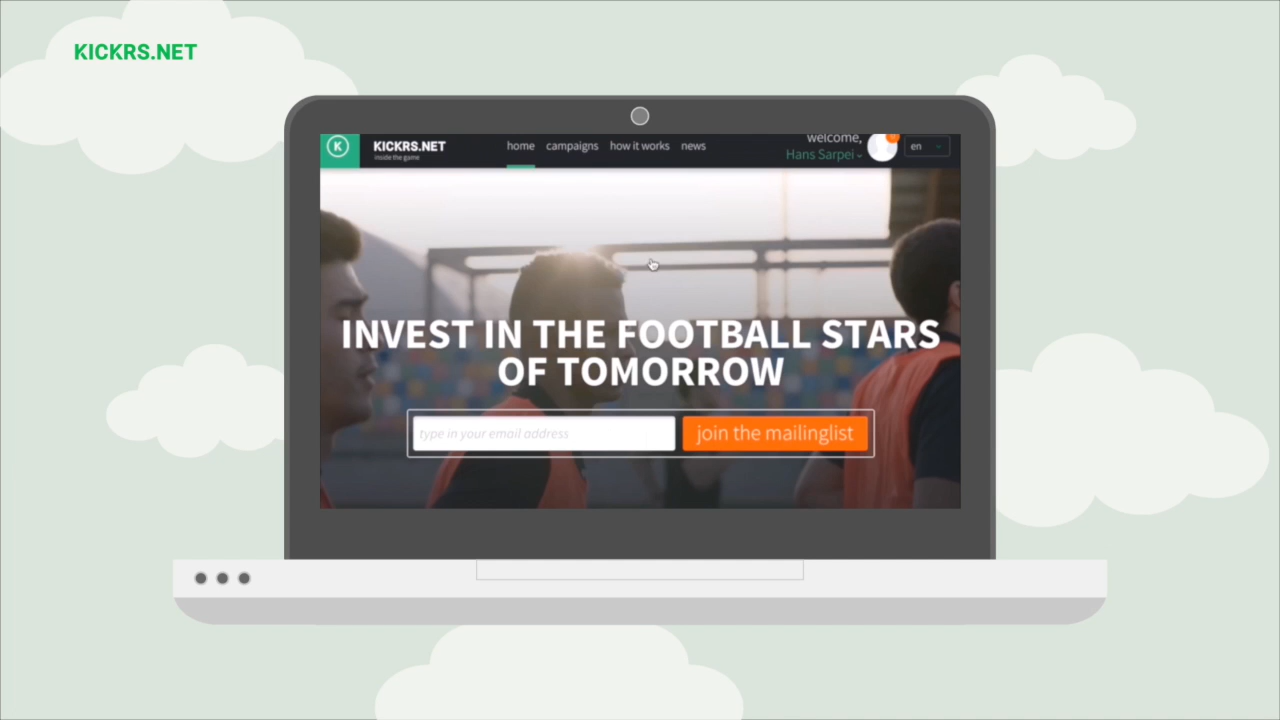 KICKRS.NET
K
KICKRS.NET
inside the game
home campaigns how it works news
welcome,
Hans Sarpei
en
INVEST IN THE FOOTBALL STARS
OF TOMORROW
type in your email address
join the mailinglist